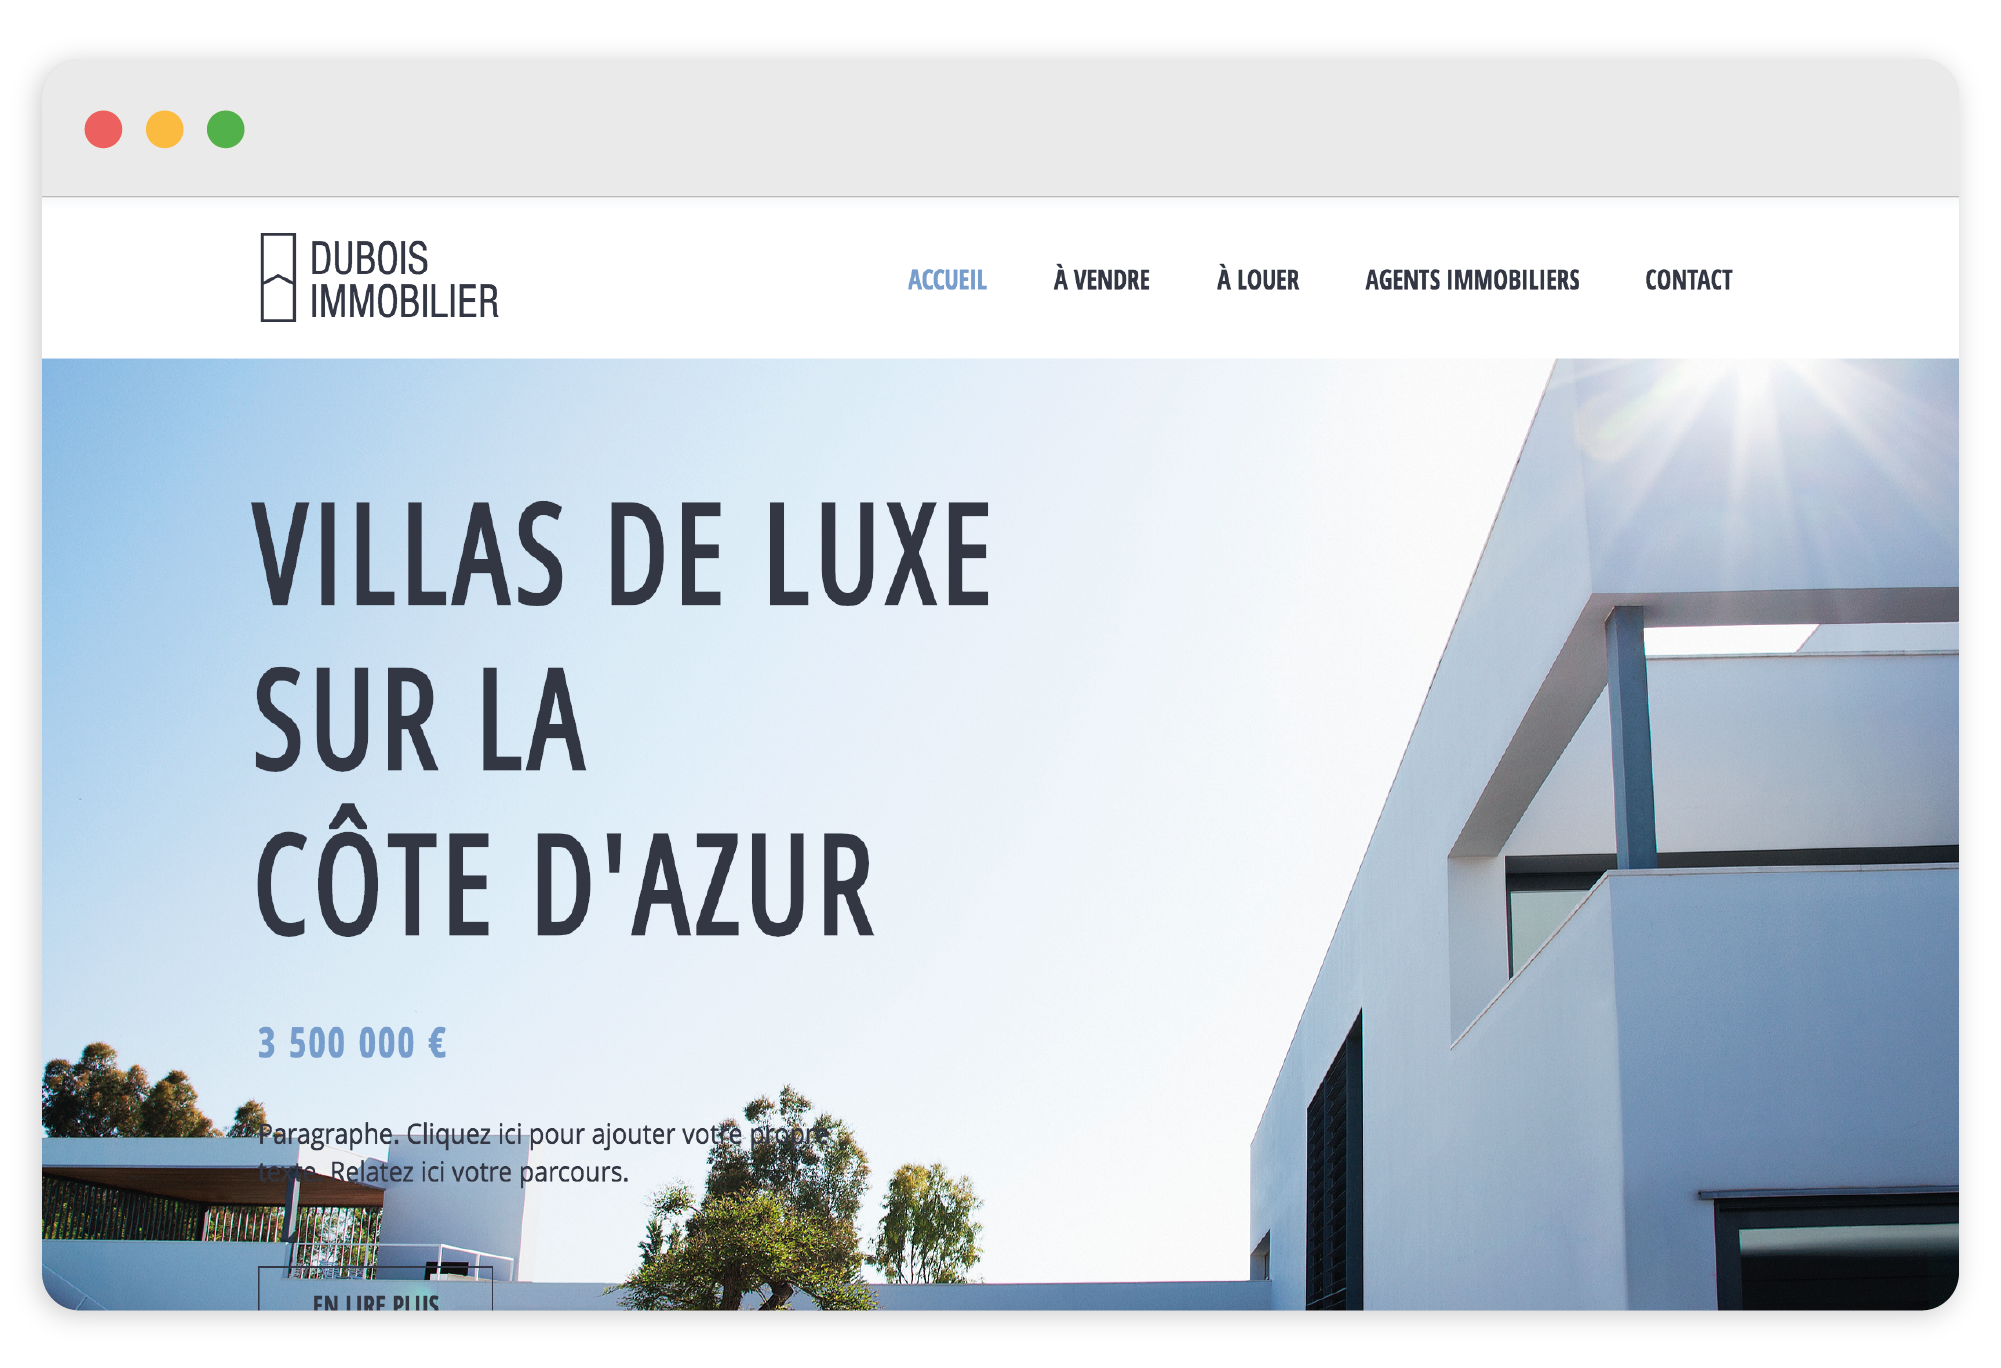 DUBOIS
IMMOBILIER
ACCUEIL À VENDRE À LOUER AGENTS IMMOBILIERS CONTACT
VILLAS DE LUXE
SUR LA
CÔTE D'AZUR
3 500 000 €
Paragraphe. Cliquez ici pour ajouter votre propre
texte. Relatez ici votre parcours.
EN LIRE PLUS